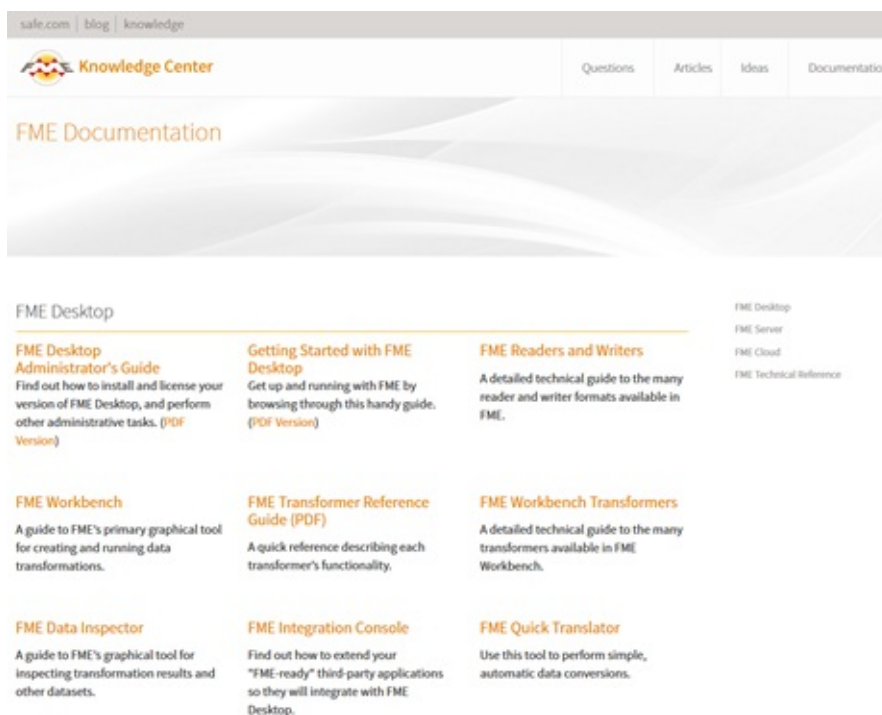 safe.com | blog | knowledge
FME Knowledge Center
Questions
Articles
Ideas
Documentatio
FME Documentation
FME Desktop
FME Desktop
Administrator's Guide
Find out how to install and license your
version of FME Desktop, and perform
other administrative tasks. (PDF
Version)
Getting Started with FME
Desktop
Get up and running with FME by
browsing through this handy guide.
(PDF Version)
FME Readers and Writers
A detailed technical guide to the many
reader and writer formats available in
FME.
FME Workbench
A guide to FME's primary graphical tool
for creating and running data
transformations.
FME Transformer Reference
Guide (PDF)
A quick reference describing each
transformer's functionality.
FME Workbench Transformers
A detailed technical guide to the many
transformers available in FME
Workbench.
FME Data Inspector
A guide to FME's graphical tool for
inspecting transformation results and
other datasets.
FME Integration Console
Find out how to extend your
"FME-ready" third-party applications
so they will integrate with FME
Desktop.
FME Quick Translator
Use this tool to perform simple,
automatic data conversions.
FME Desktop
FME Server
FME Cloud
FME Technical Reference